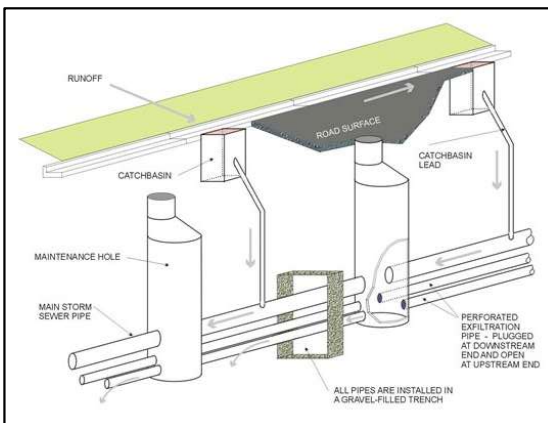 RUNOFF
ROAD SURFACE
CATCHBASIN
CATCHBASIN
LEAD
MAINTENANCE HOLE
MAIN STORM
SEWER PIPE
PERFORATED
EXFILTRATION
PIPE - PLUGGED
AT DOWNSTREAM
END AND OPEN
AT UPSTREAM END
ALL PIPES ARE INSTALLED IN
A GRAVEL-FILLED TRENCH